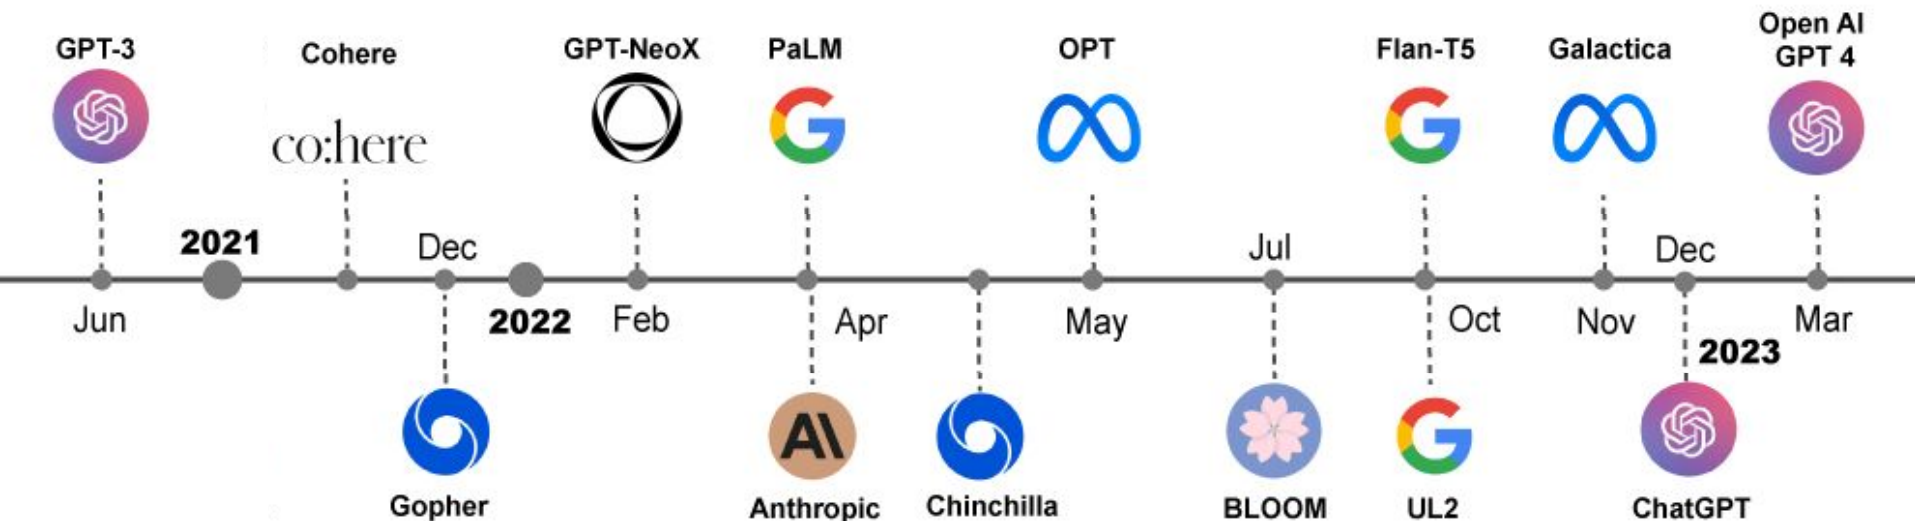 Open AI
GPT-3
Cohere
GPT-NeoX
PaLM
OPT
Flan-T5
Galactica
GPT 4
co:here
2021
Dec
Jul
Dec
Jun
2022
Feb
Apr
May
Oct
Nov
Mar
2023
AI
Gopher
Anthropic
Chinchilla
BLOOM
UL2
ChatGPT